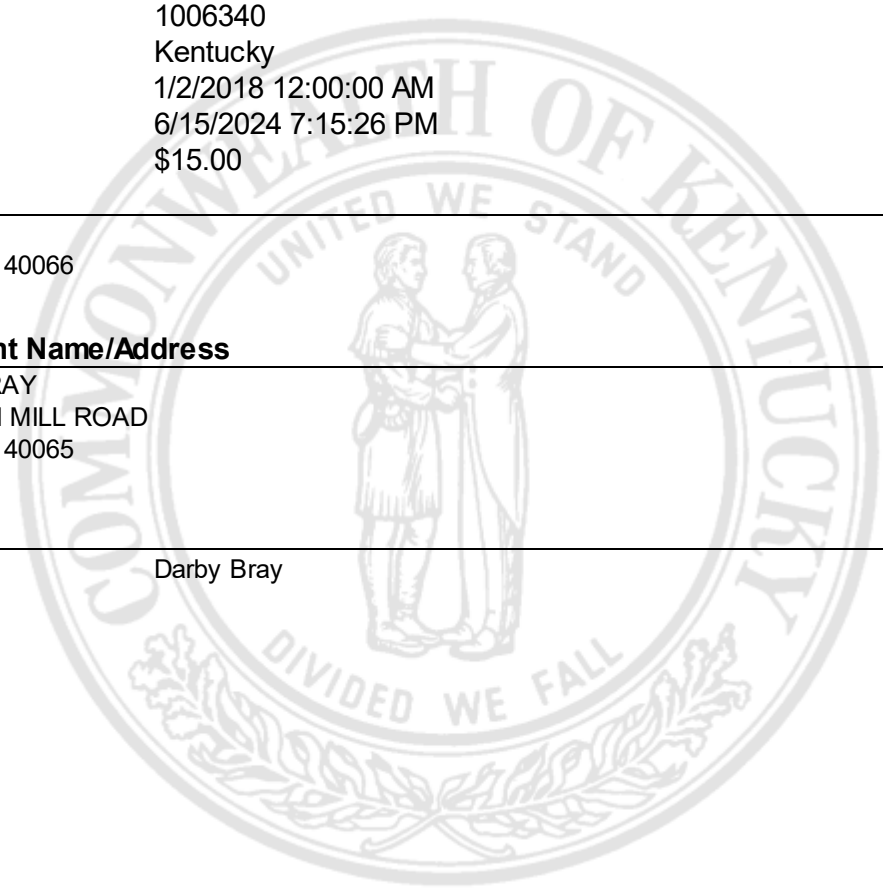 1006340
Kentucky
1/2/2018 12:00:00 AM
6/15/2024 7:15:26 PM
$15.00
40066
nt Name/Address
RAY
MILL ROAD
40065
Darby Bray
COMMONWEALTH OF KENTUCKY
UNITED WE STAND
DIVIDED WE FALL